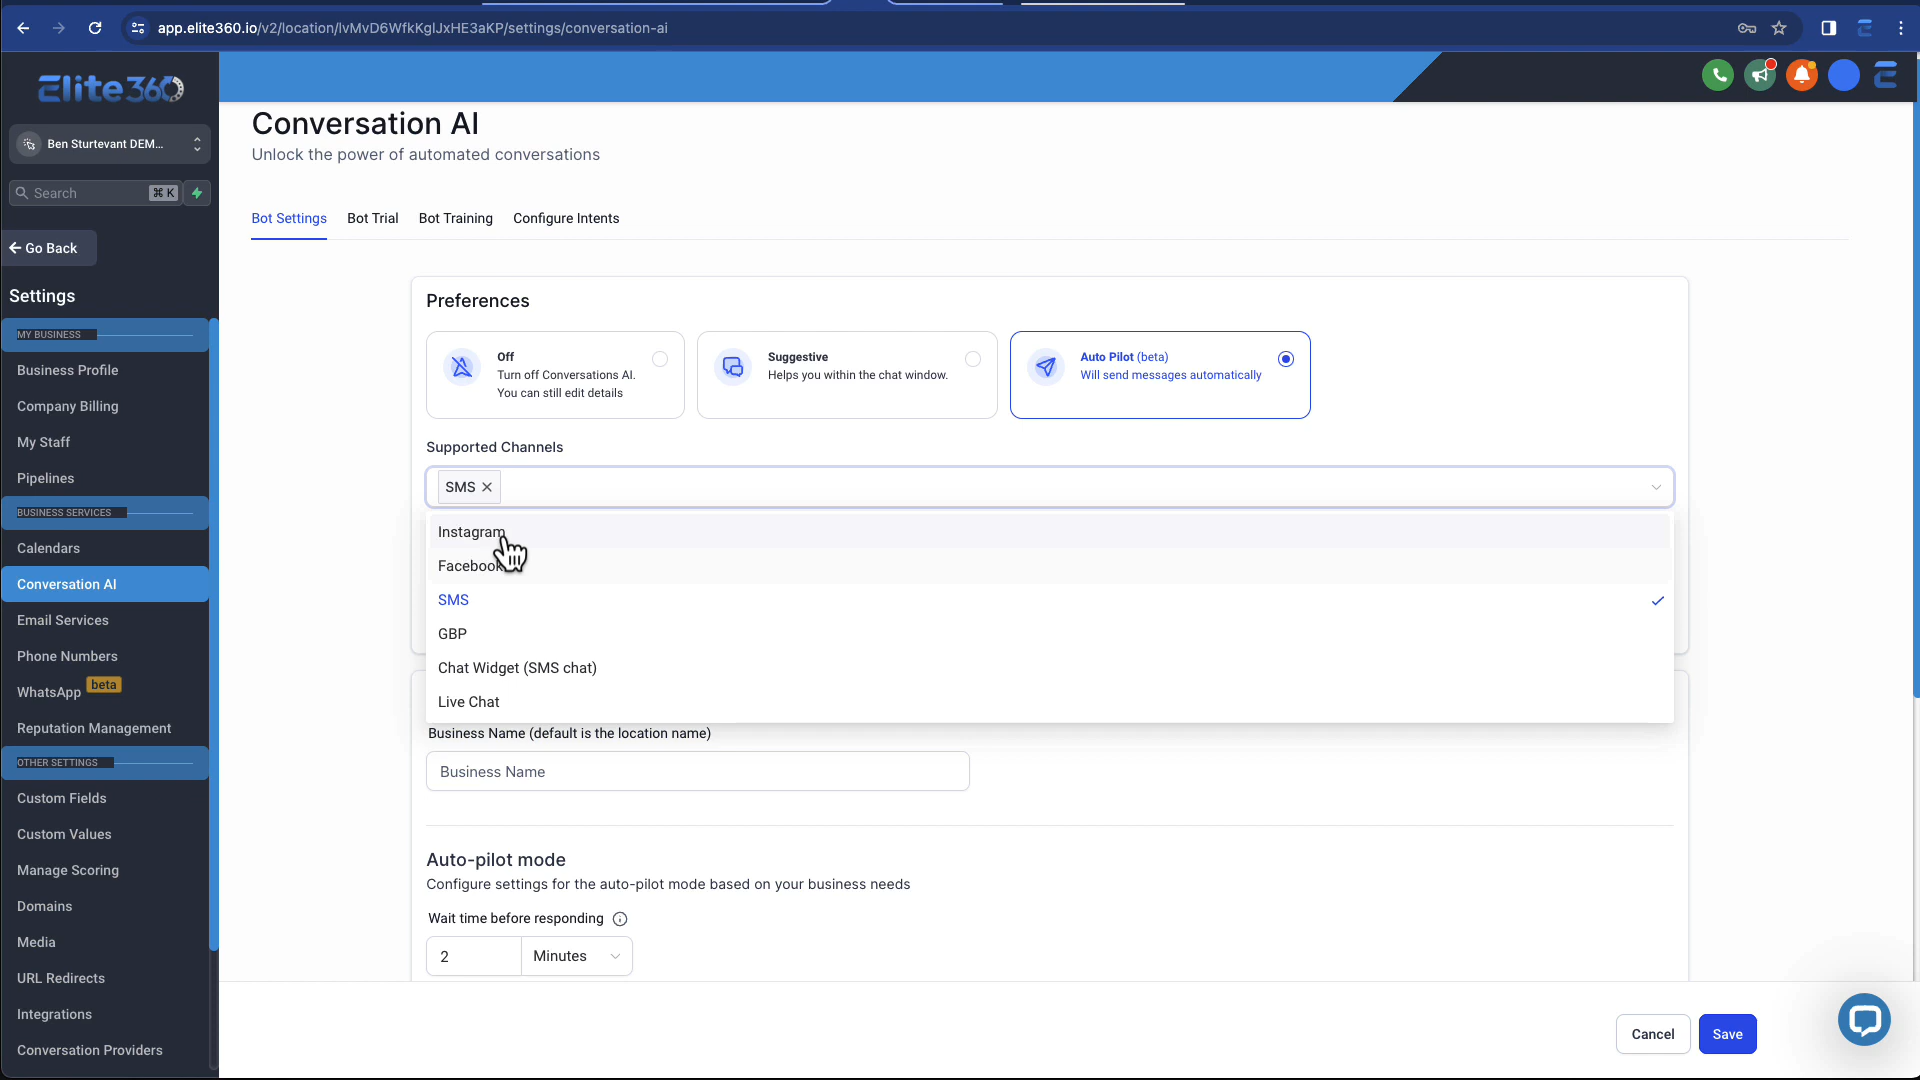 app.elite360.io/v2/location/lvMvD6WfkKglJxHE3aKP/settings/conversation-ai
Elite360
Ben Sturtevant DEM...
Search ⌘ K
Go Back
Settings
MY BUSINESS
Business Profile
Company Billing
My Staff
Pipelines
BUSINESS SERVICES
Calendars
Conversation AI
Email Services
Phone Numbers
WhatsApp beta
Reputation Management
OTHER SETTINGS
Custom Fields
Custom Values
Manage Scoring
Domains
Media
URL Redirects
Integrations
Conversation Providers
Conversation AI
Unlock the power of automated conversations
Bot Settings Bot Trial Bot Training Configure Intents
Preferences
Off
Turn off Conversations AI.
You can still edit details
Suggestive
Helps you within the chat window.
Auto Pilot (beta)
Will send messages automatically
Supported Channels
SMS
Instagram
Facebook
SMS
GBP
Chat Widget (SMS chat)
Live Chat
Business Name (default is the location name)
Business Name
Auto-pilot mode
Configure settings for the auto-pilot mode based on your business needs
Wait time before responding
2 Minutes
Cancel Save